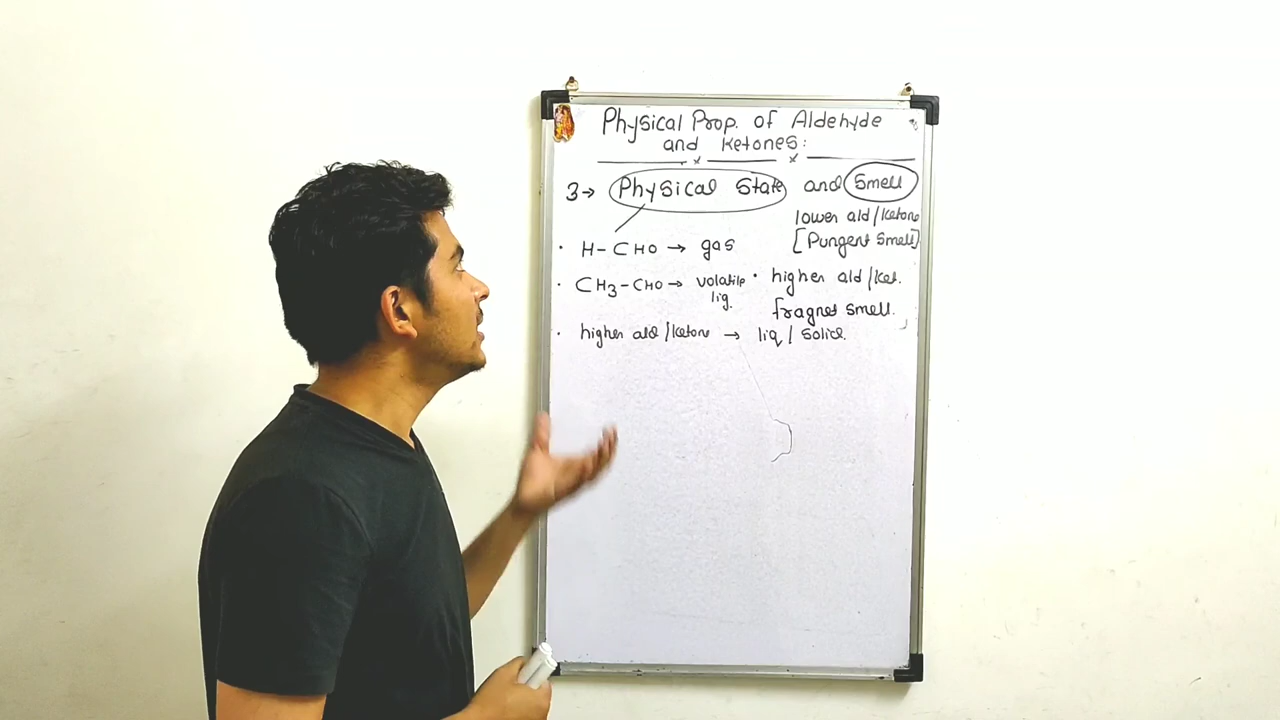 Physical Prop. of Aldehyde
and Ketones:
3→ Physical State and Smell
lower ald/Ketone
[Pungent Smell]
· H-CHO → gas
· CH3-CHO → volatile
liq.
· higher ald/Ket.
fragnet smell.
· higher ald/Ketone → liq/Solid.